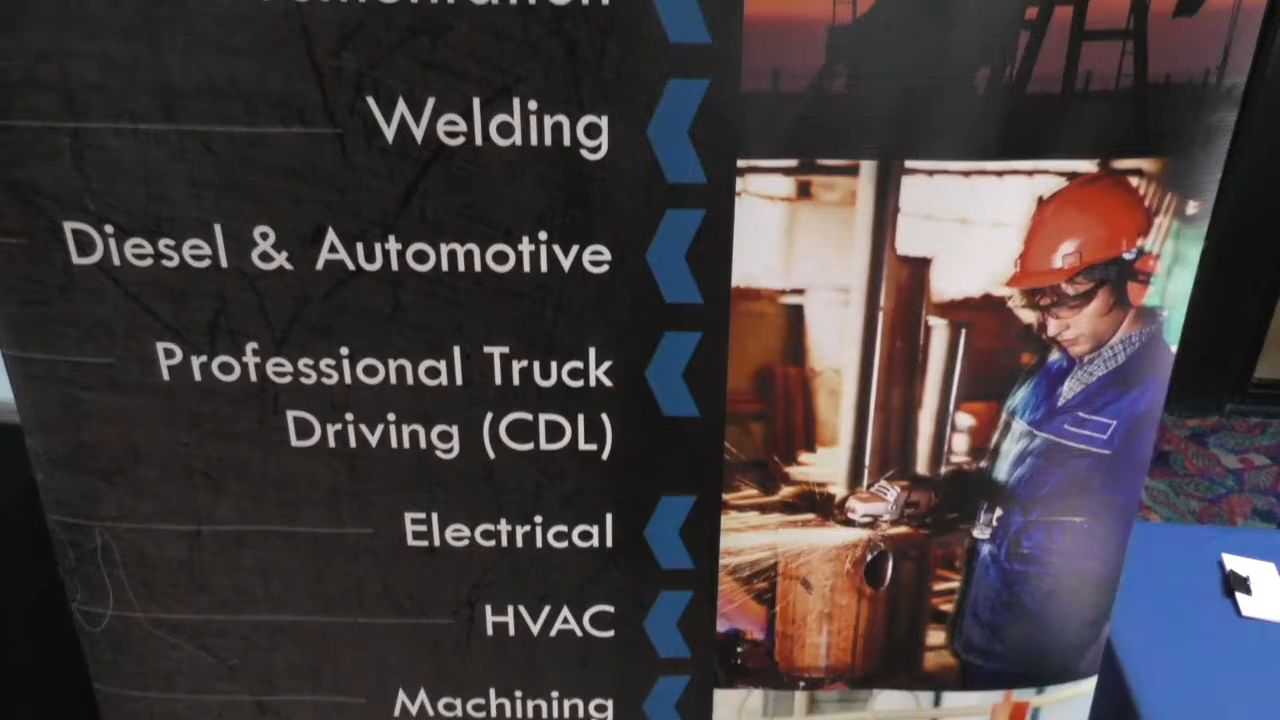 Welding
Diesel & Automotive
Professional Truck
Driving (CDL)
Electrical
HVAC
Machining